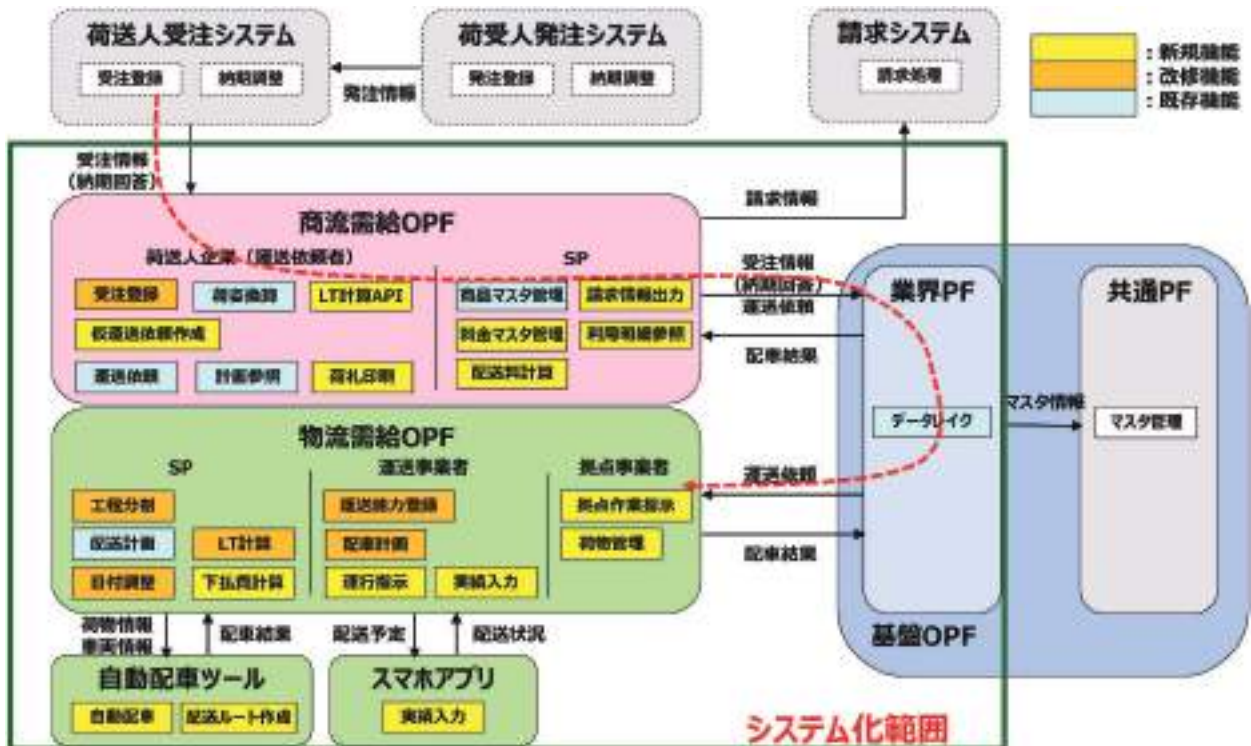 荷送人受注システム
受注登録
納期調整
荷受人発注システム
発注登録
納期調整
発注情報
請求システム
請求処理
：新規機能
：改修機能
：既存機能
受注情報
（納期回答）
請求情報
商流需給OPF
荷送人企業（運送依頼者）
SP
受注登録
荷姿換算
LT計算API
仮運送依頼作成
運送依頼
計画参照
荷札印刷
商品マスタ管理
請求情報出力
料金マスタ管理
利用明細参照
配送料計算
受注情報
（納期回答）
運送依頼
配車結果
業界PF
データレイク
マスタ情報
共通PF
マスタ管理
基盤OPF
物流需給OPF
SP
運送事業者
拠点事業者
工程分割
配送計画
LT計算
日付調整
下払費計算
運送能力登録
配車計画
運行指示
実績入力
拠点作業指示
荷物管理
運送依頼
配車結果
荷物情報
車両情報
配車結果
配送予定
配送状況
自動配車ツール
自動配車
配送ルート作成
スマホアプリ
実績入力
システム化範囲